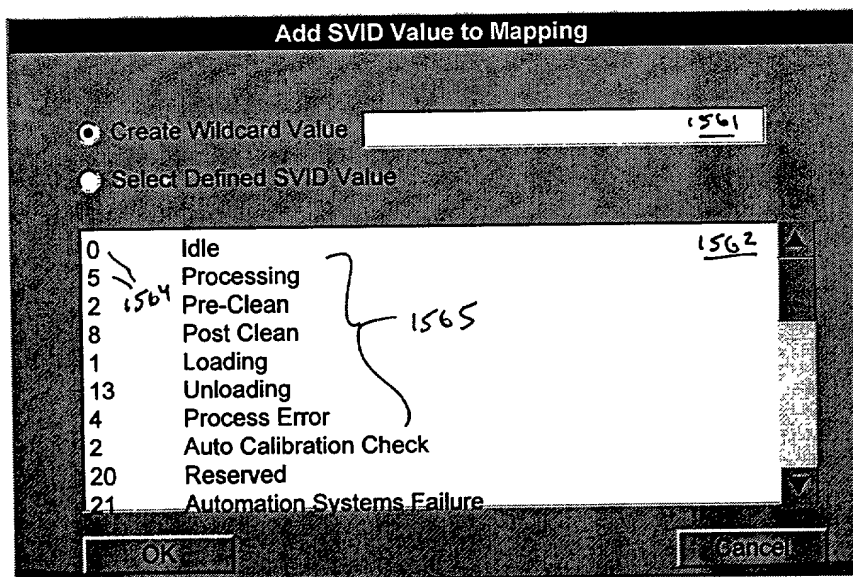 Add SVID Value to Mapping
Create Wildcard Value 1561
Select Defined SVID Value
1562
0 Idle
5 Processing
1564
2 Pre-Clean
1565
8 Post Clean
1 Loading
13 Unloading
4 Process Error
2 Auto Calibration Check
20 Reserved
21 Automation Systems Failure
OK Cancel